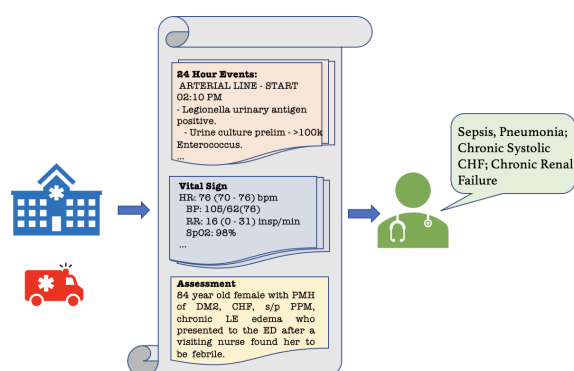 24 Hour Events:
ARTERIAL LINE - START
02:10 PM
- Legionella urinary antigen
positive.
- Urine culture prelim - >100k
Enterococcus.
...
Vital Sign
HR: 76 (70 - 76) bpm
BP: 105/62(76)
RR: 16 (0 - 31) insp/min
Sp02: 98%
...
Assessment
84 year old female with PMH
of DM2, CHF, s/p PPM,
chronic LE edema who
presented to the ED after a
visiting nurse found her to
be febrile.
Sepsis, Pneumonia;
Chronic Systolic
CHF; Chronic Renal
Failure